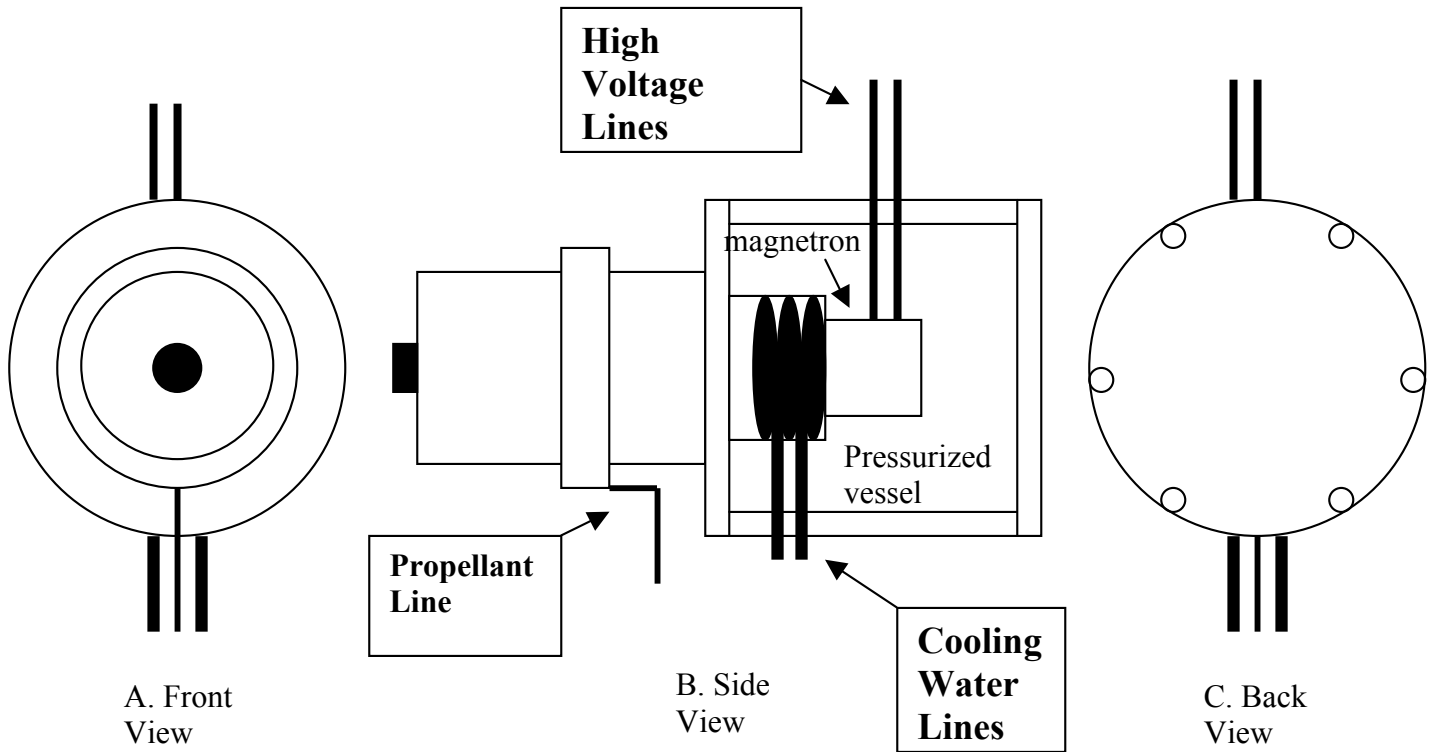 High
Voltage
Lines
magnetron
Pressurized
vessel
Propellant
Line
Cooling
Water
Lines
A. Front
View
B. Side
View
C. Back
View